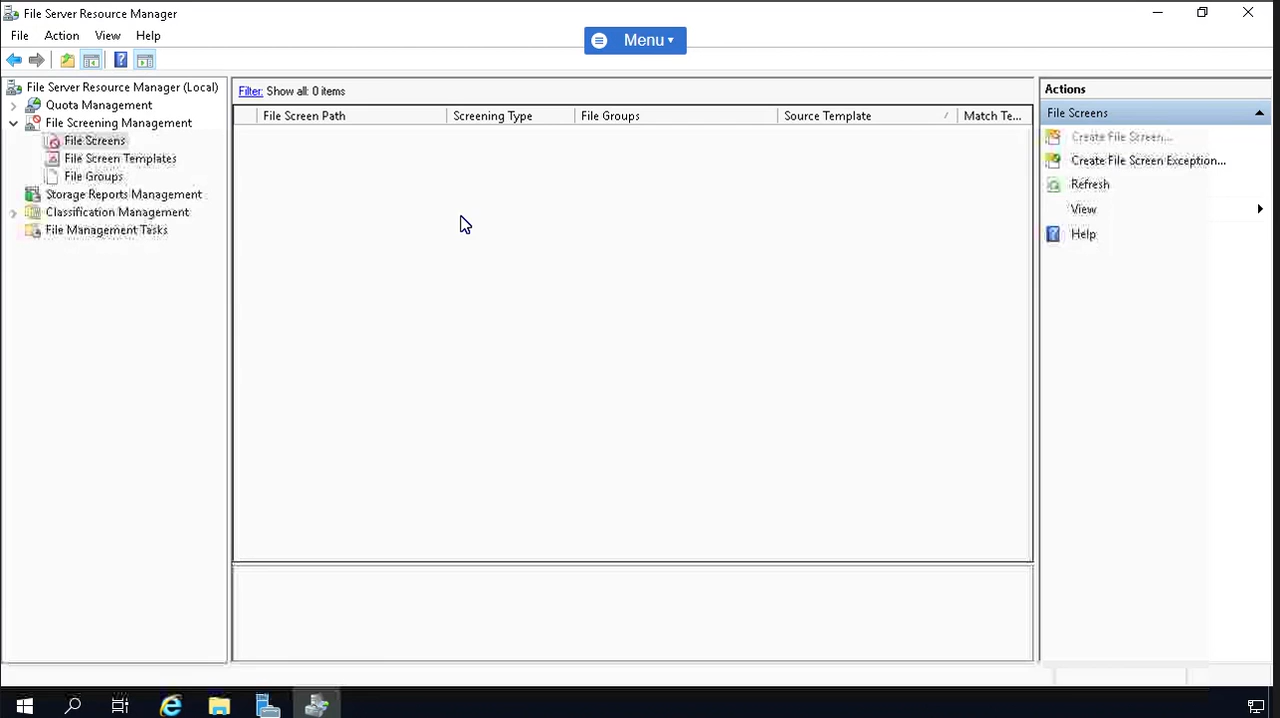 File Server Resource Manager
File Action View Help
Menu
File Server Resource Manager (Local)
Quota Management
File Screening Management
File Screens
File Screen Templates
File Groups
Storage Reports Management
Classification Management
File Management Tasks
Filter: Show all: 0 items
File Screen Path Screening Type File Groups Source Template Match Te...
Actions
File Screens
Create File Screen...
Create File Screen Exception...
Refresh
View
Help